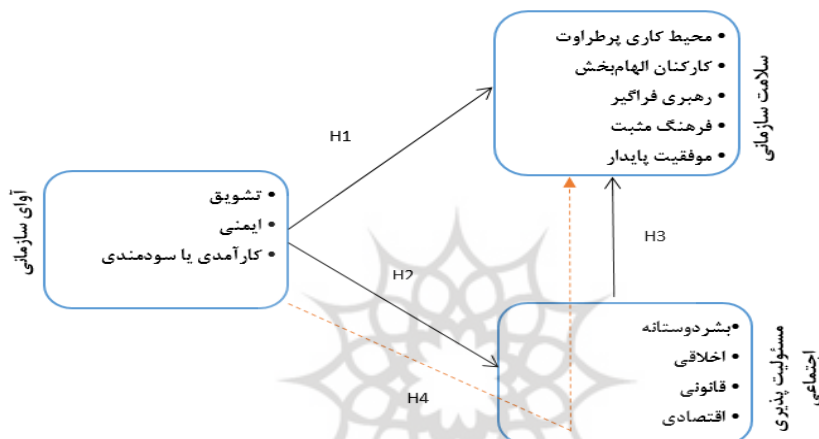 • محیط کاری پرطراوت
• کارکنان الهام‌بخش
• رهبری فراگیر
• فرهنگ مثبت
• موفقیت پایدار
سلامت سازمانی
H1
• تشویق
• ایمنی
• کارآمدی یا سودمندی
آوای سازمانی
H2
H3
H4
•بشردوستانه
• اخلاقی
• قانونی
• اقتصادی
مسئولیت پذیری
اجتماعی